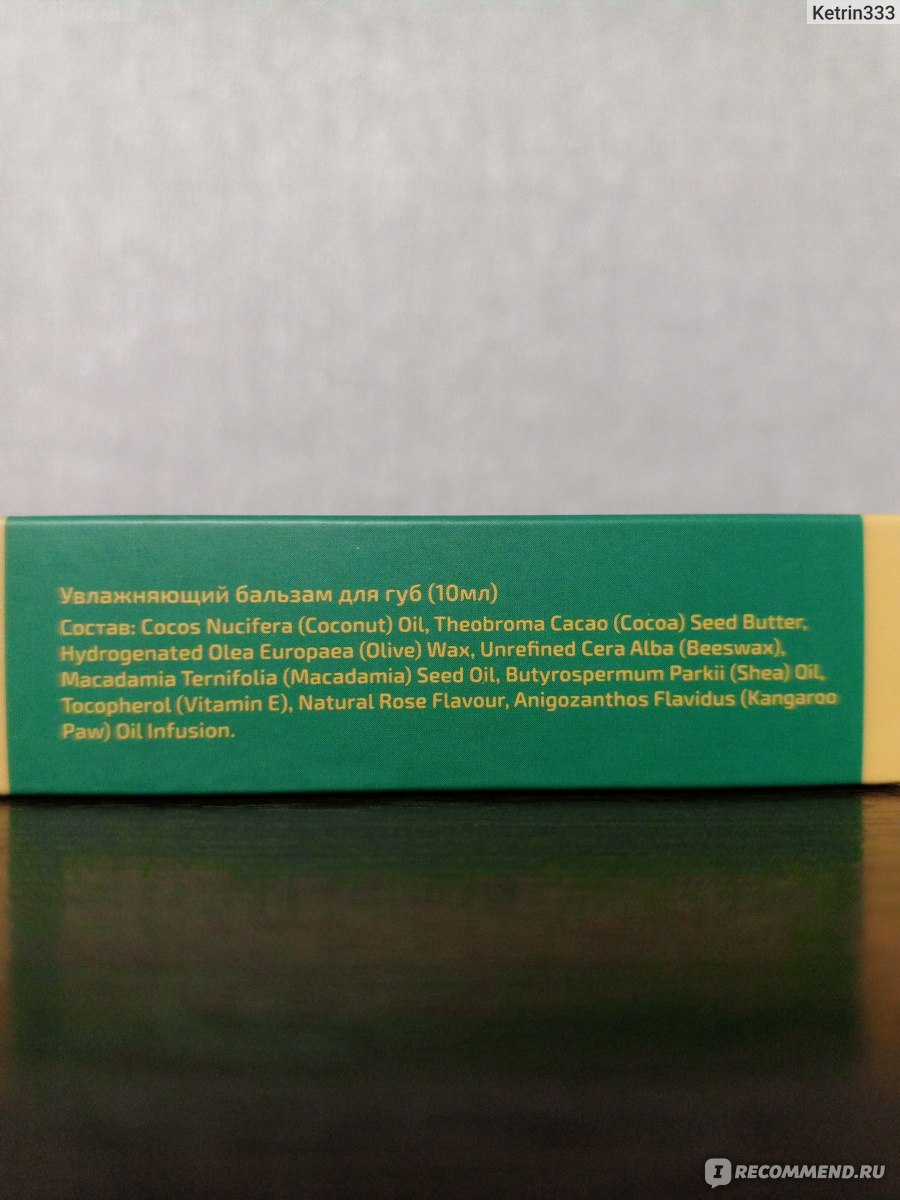 Ketrin333
Увлажняющий бальзам для губ (10мл)
Состав: Cocos Nucifera (Coconut) Oil, Theobroma Cacao (Cocoa) Seed Butter,
Hydrogenated Olea Europaea (Olive) Wax, Unrefined Cera Alba (Beeswax),
Macadamia Ternifolia (Macadamia) Seed Oil, Butyrospermum Parkii (Shea) Oil,
Tocopherol (Vitamin E), Natural Rose Flavour, Anigozanthos Flavidus (Kangaroo
Paw) Oil Infusion.
I RECOMMEND.RU